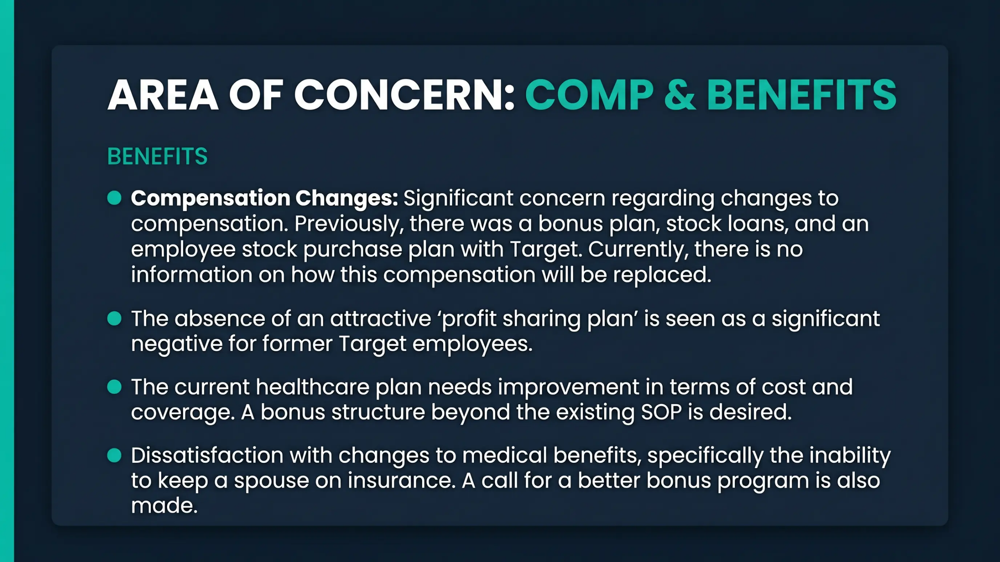 AREA OF CONCERN: COMP & BENEFITS
BENEFITS
Compensation Changes: Significant concern regarding changes to
compensation. Previously, there was a bonus plan, stock loans, and an
employee stock purchase plan with Target. Currently, there is no
information on how this compensation will be replaced.
The absence of an attractive ‘profit sharing plan’ is seen as a significant
negative for former Target employees.
The current healthcare plan needs improvement in terms of cost and
coverage. A bonus structure beyond the existing SOP is desired.
Dissatisfaction with changes to medical benefits, specifically the inability
to keep a spouse on insurance. A call for a better bonus program is also
made.